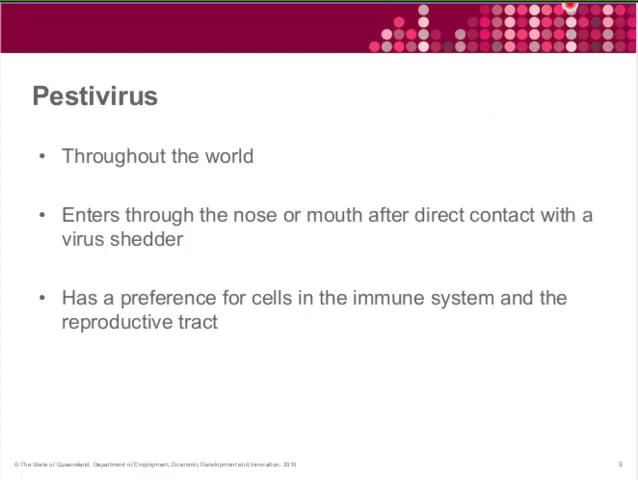 Pestivirus
• Throughout the world
• Enters through the nose or mouth after direct contact with a
virus shedder
• Has a preference for cells in the immune system and the
reproductive tract
© The State of Queensland, Department of Employment, Economic Development and Innovation, 2010
3